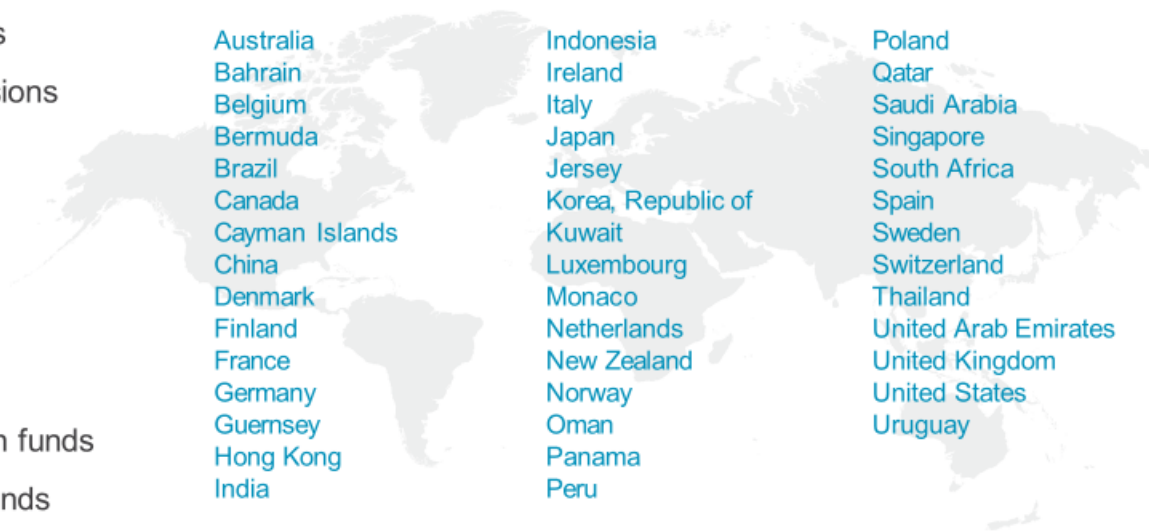 s
sions
n funds
nds
Australia
Bahrain
Belgium
Bermuda
Brazil
Canada
Cayman Islands
China
Denmark
Finland
France
Germany
Guernsey
Hong Kong
India
Indonesia
Ireland
Italy
Japan
Jersey
Korea, Republic of
Kuwait
Luxembourg
Monaco
Netherlands
New Zealand
Norway
Oman
Panama
Peru
Poland
Qatar
Saudi Arabia
Singapore
South Africa
Spain
Sweden
Switzerland
Thailand
United Arab Emirates
United Kingdom
United States
Uruguay